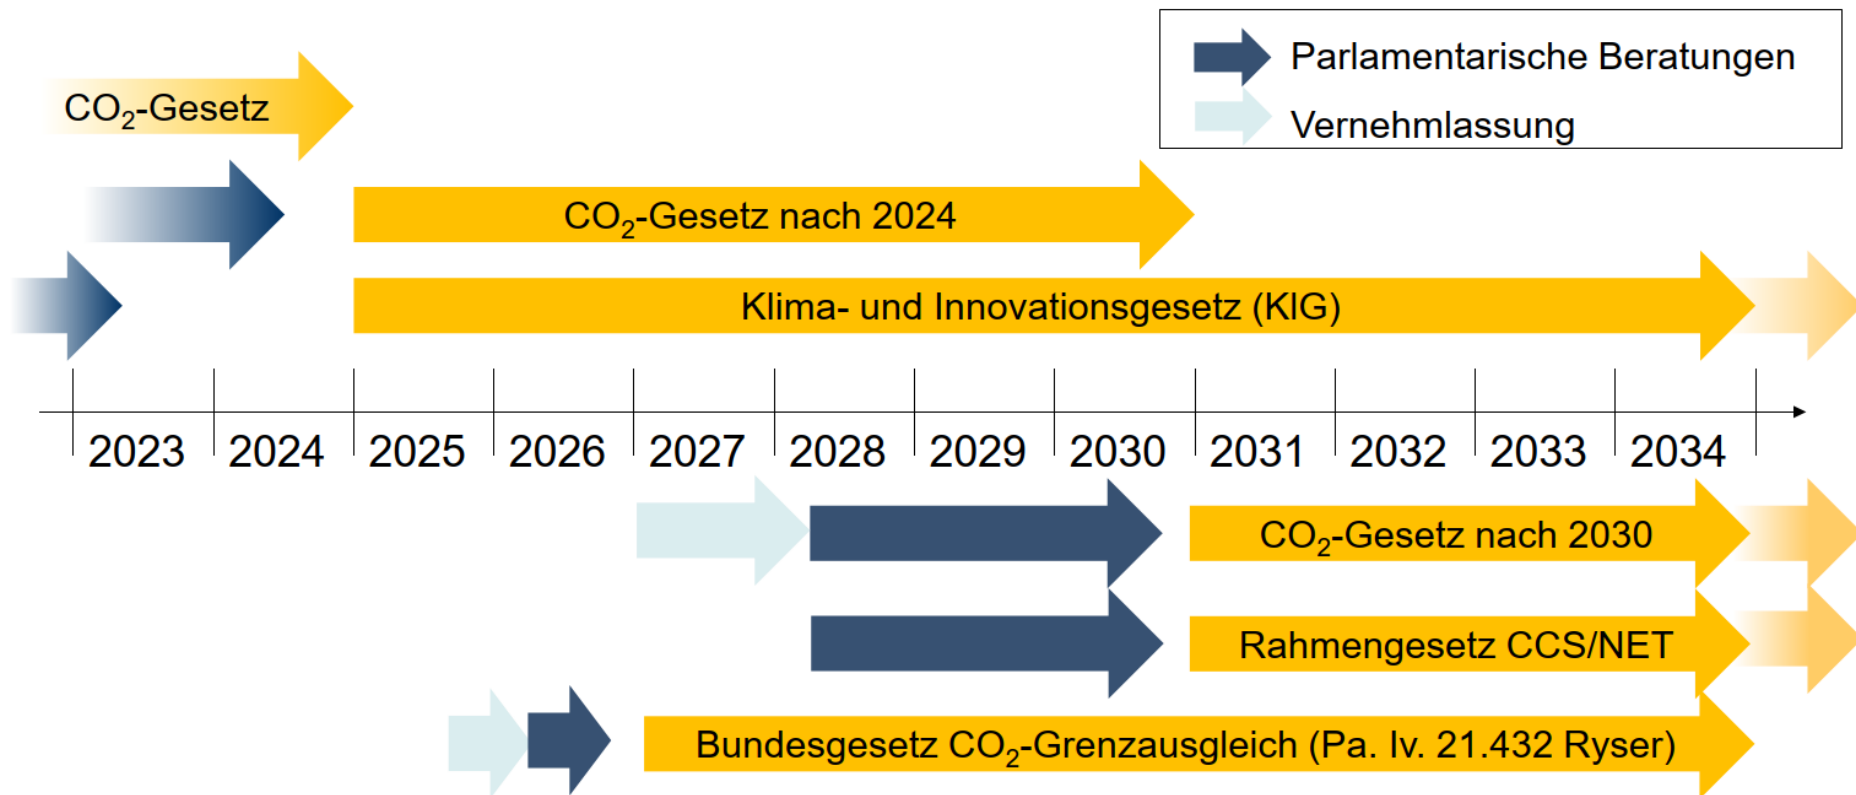 Parlamentarische Beratungen
Vernehmlassung
CO₂-Gesetz
CO₂-Gesetz nach 2024
Klima- und Innovationsgesetz (KIG)
2023 2024 2025 2026 2027 2028 2029 2030 2031 2032 2033 2034
CO₂-Gesetz nach 2030
Rahmengesetz CCS/NET
Bundesgesetz CO₂-Grenzausgleich (Pa. Iv. 21.432 Ryser)